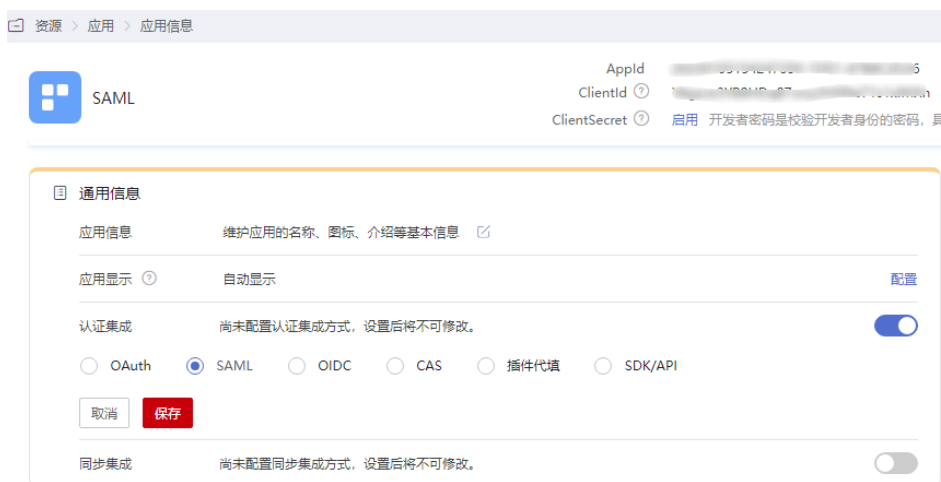 资源 > 应用 > 应用信息
SAML
AppId
ClientId
ClientSecret 启用 开发者密码是校验开发者身份的密码，
通用信息
应用信息 维护应用的名称、图标、介绍等基本信息
应用显示 自动显示 配置
认证集成 尚未配置认证集成方式，设置后将不可修改。
OAuth SAML OIDC CAS 插件代填 SDK/API
取消 保存
同步集成 尚未配置同步集成方式，设置后将不可修改。